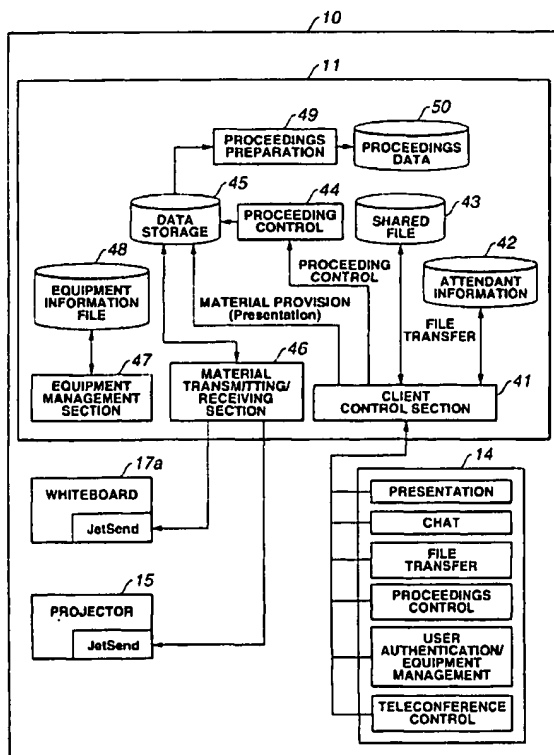 10
11
50
49
PROCEEDINGS
PREPARATION
PROCEEDINGS
DATA
45
DATA
STORAGE
44
PROCEEDING
CONTROL
43
SHARED
FILE
48
EQUIPMENT
INFORMATION
FILE
PROCEEDING
CONTROL
42
ATTENDANT
INFORMATION
MATERIAL PROVISION
(Presentation)
FILE
TRANSFER
47
EQUIPMENT
MANAGEMENT
SECTION
46
MATERIAL
TRANSMITTING/
RECEIVING
SECTION
CLIENT
CONTROL SECTION
41
17a
WHITEBOARD
JetSend
15
PROJECTOR
JetSend
14
PRESENTATION
CHAT
FILE
TRANSFER
PROCEEDINGS
CONTROL
USER
AUTHENTICATION/
EQUIPMENT
MANAGEMENT
TELECONFERENCE
CONTROL